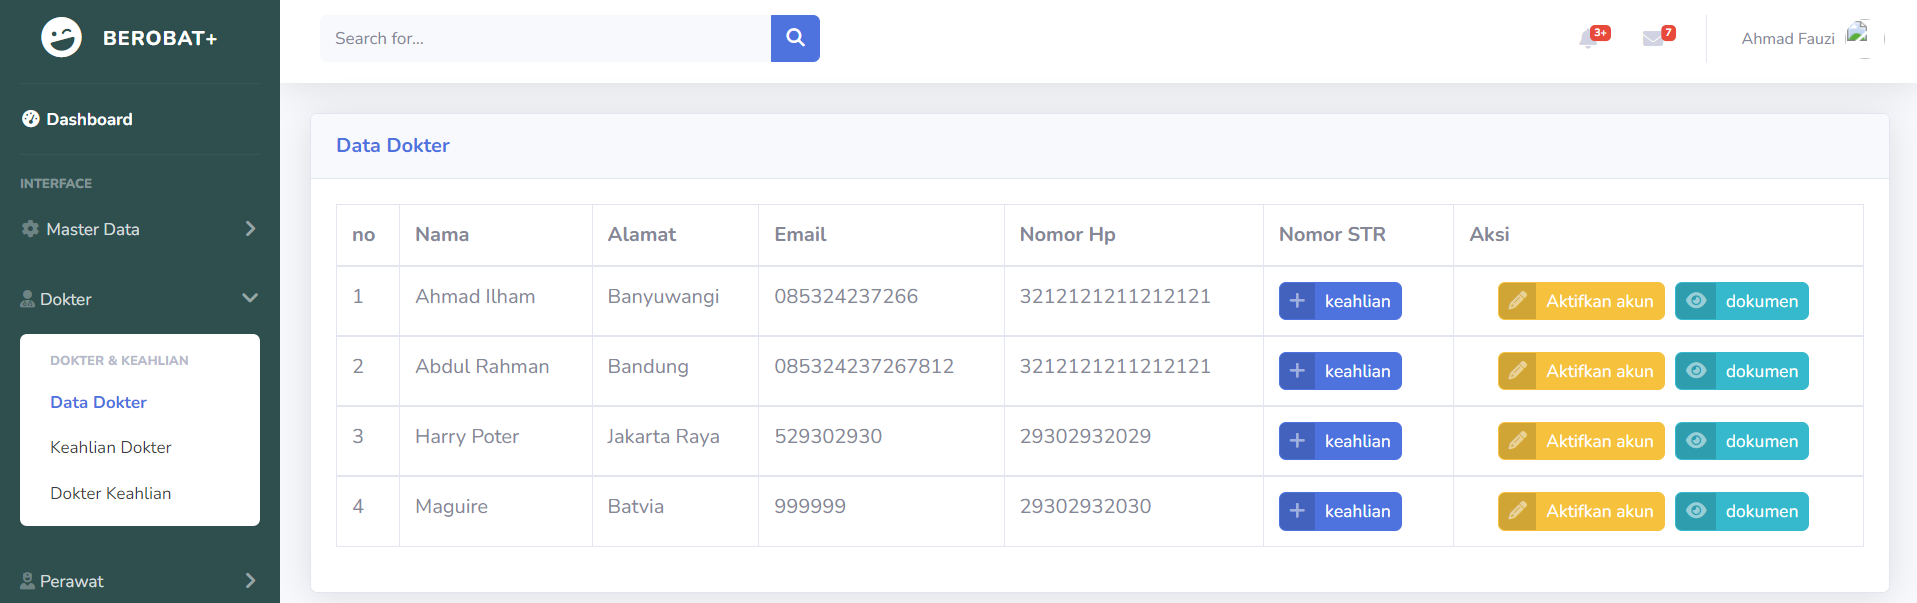 BEROBAT+
Search for...
3+
7
Ahmad Fauzi
Dashboard
INTERFACE
Master Data
Dokter
DOKTER & KEAHLIAN
Data Dokter
Keahlian Dokter
Dokter Keahlian
Perawat
Data Dokter
no Nama Alamat Email Nomor Hp Nomor STR Aksi
1 Ahmad Ilham Banyuwangi 085324237266 3212121211212121 keahlian Aktifkan akun dokumen
2 Abdul Rahman Bandung 085324237267812 3212121211212121 keahlian Aktifkan akun dokumen
3 Harry Poter Jakarta Raya 529302930 29302932029 keahlian Aktifkan akun dokumen
4 Maguire Batvia 999999 29302932030 keahlian Aktifkan akun dokumen